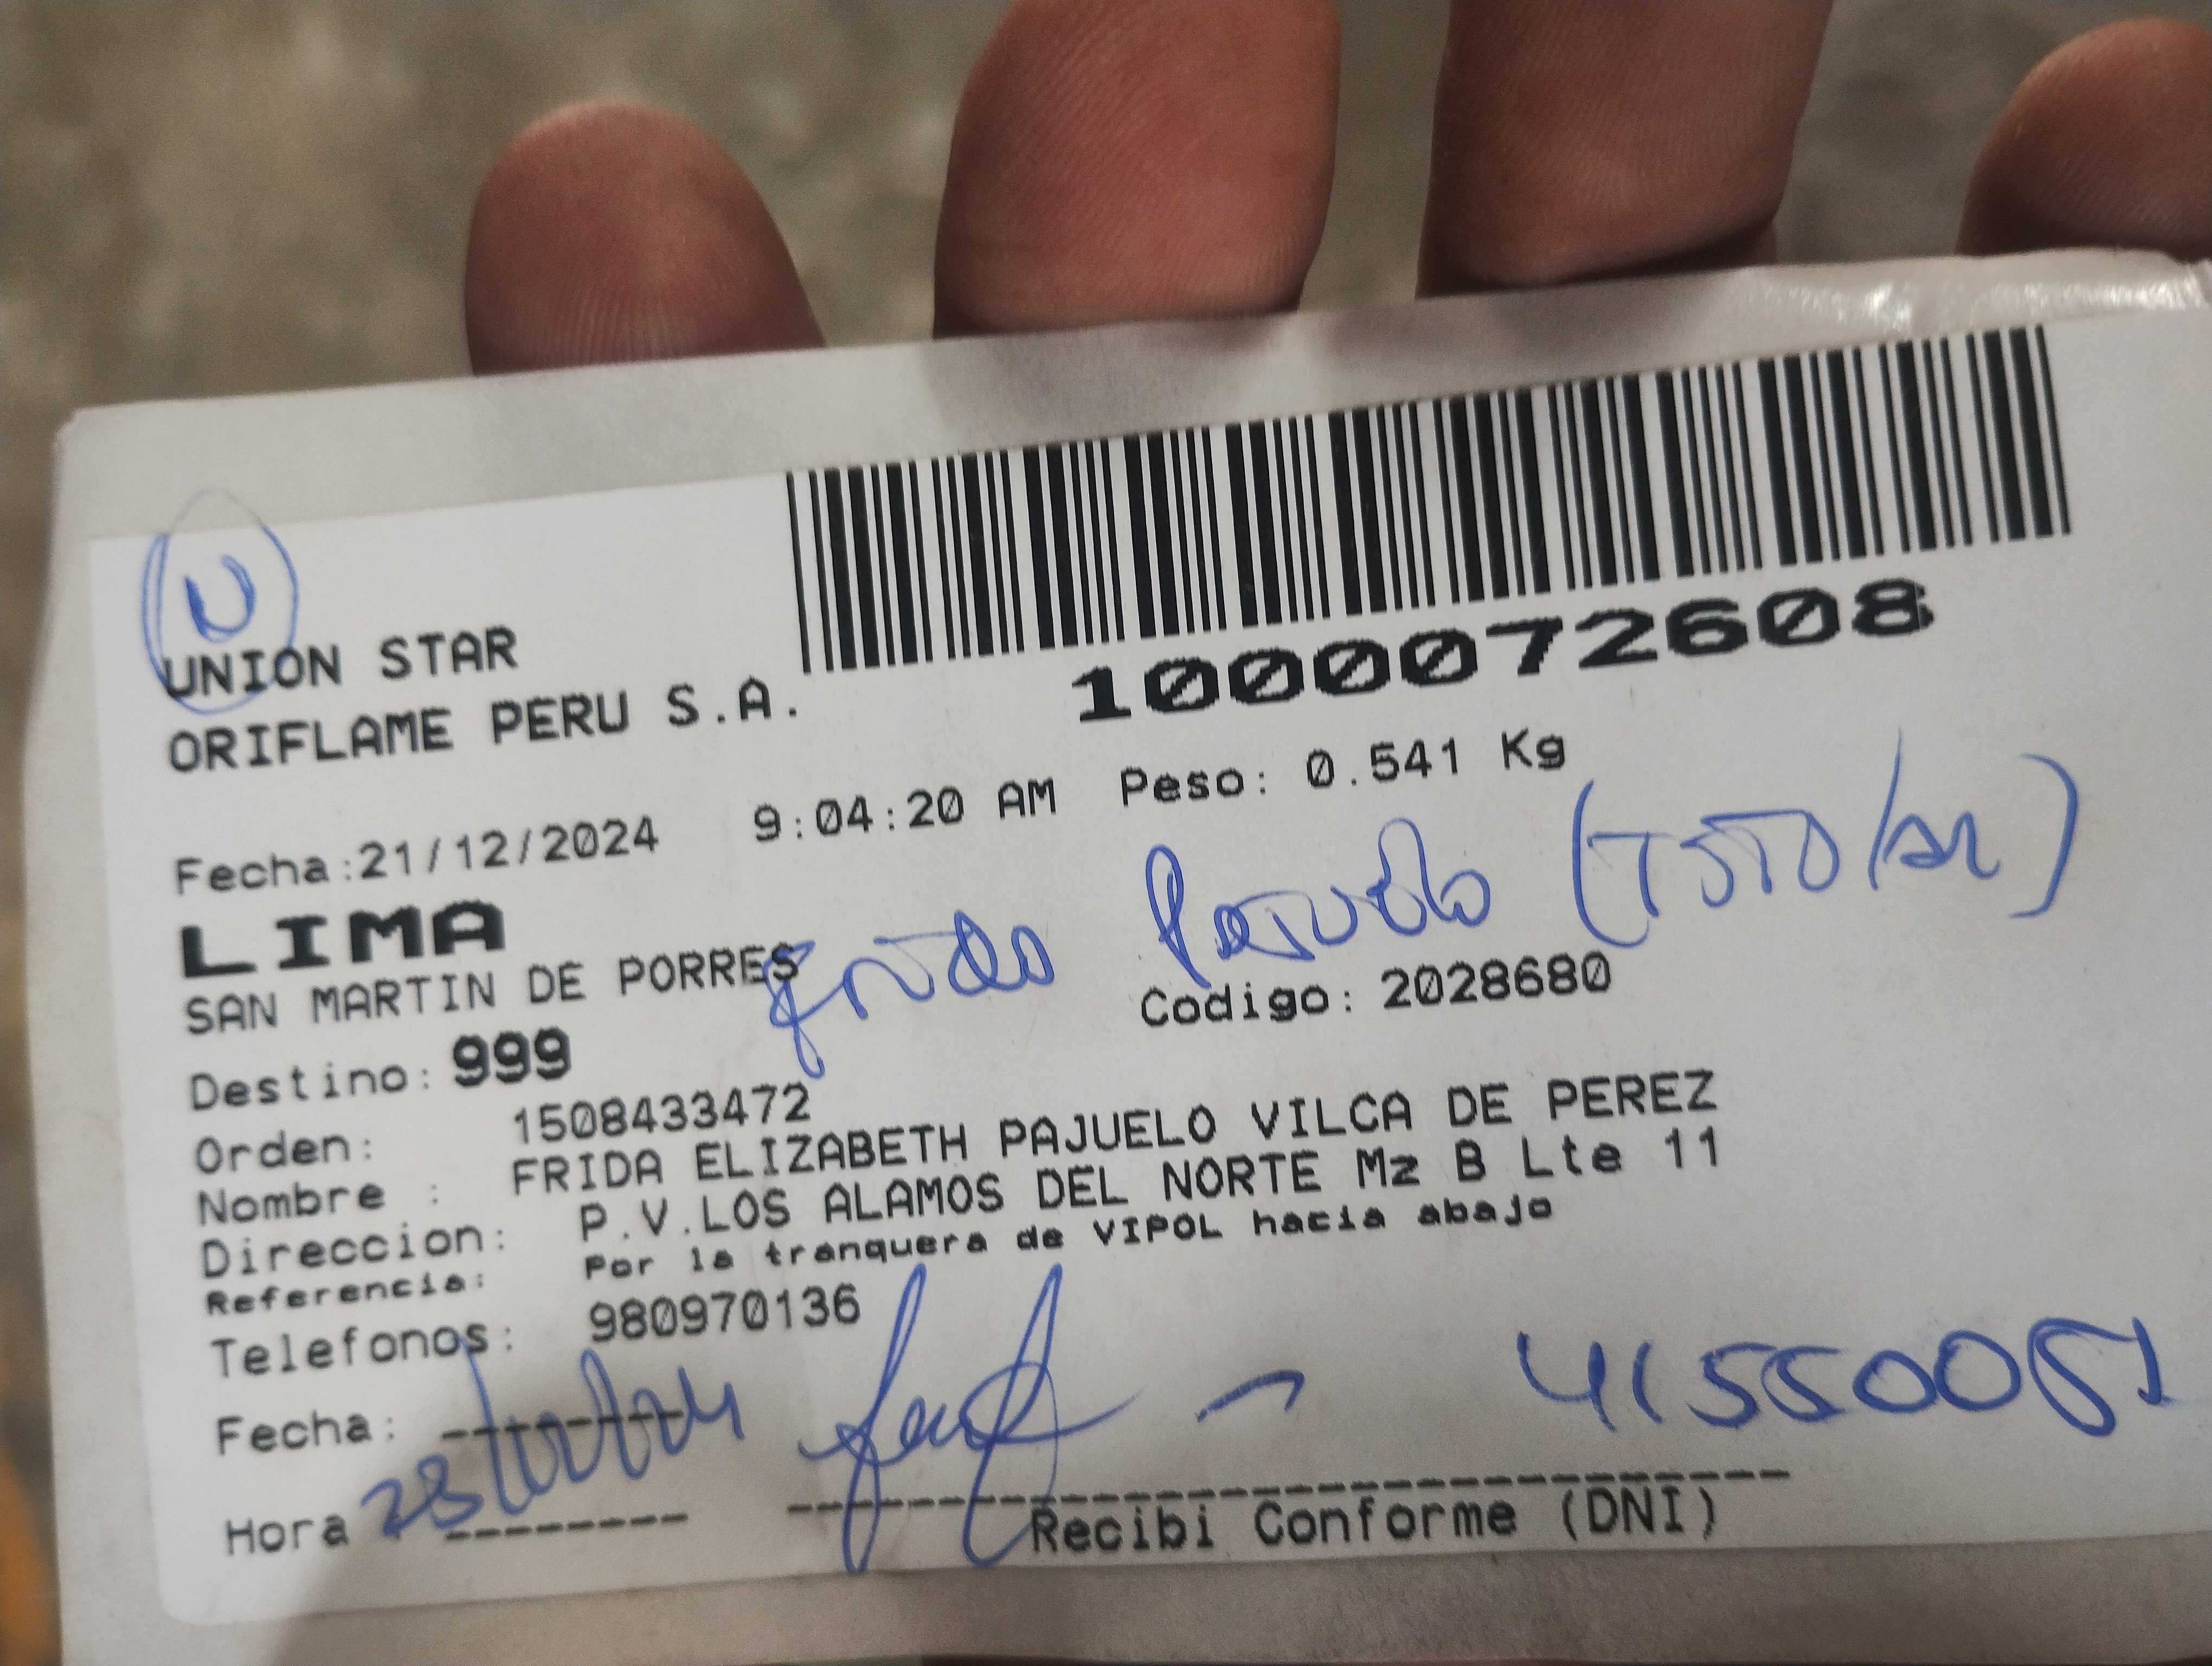 U
UNION STAR
ORIFLAME PERU S.A.
1000072608
Fecha:21/12/2024 9:04:20 AM Peso: 0.541 Kg
LIMA
Frida Pajuelo (Titular)
SAN MARTIN DE PORRES
Codigo: 2028680
Destino: 999
Orden: 1508433472
Nombre : FRIDA ELIZABETH PAJUELO VILCA DE PEREZ
Direccion: P.V.LOS ALAMOS DEL NORTE Mz B Lte 11
Referencia: Por la tranquera de VIPOL hacia abajo
Telefonos: 980970136
Fecha:
41550051
Hora
Recibi Conforme (DNI)